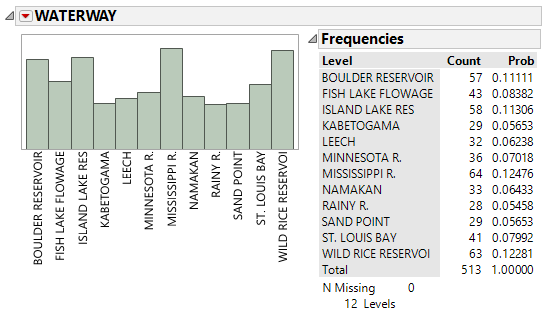 WATERWAY
BOULDER RESERVOIR
FISH LAKE FLOWAGE
ISLAND LAKE RES
KABETOGAMA
LEECH
MINNESOTA R.
MISSISSIPPI R.
NAMAKAN
RAINY R.
SAND POINT
ST. LOUIS BAY
WILD RICE RESERVOI
Frequencies
Level Count Prob
BOULDER RESERVOIR 57 0.11111
FISH LAKE FLOWAGE 43 0.08382
ISLAND LAKE RES 58 0.11306
KABETOGAMA 29 0.05653
LEECH 32 0.06238
MINNESOTA R. 36 0.07018
MISSISSIPPI R. 64 0.12476
NAMAKAN 33 0.06433
RAINY R. 28 0.05458
SAND POINT 29 0.05653
ST. LOUIS BAY 41 0.07992
WILD RICE RESERVOI 63 0.12281
Total 513 1.00000
N Missing 0
12 Levels